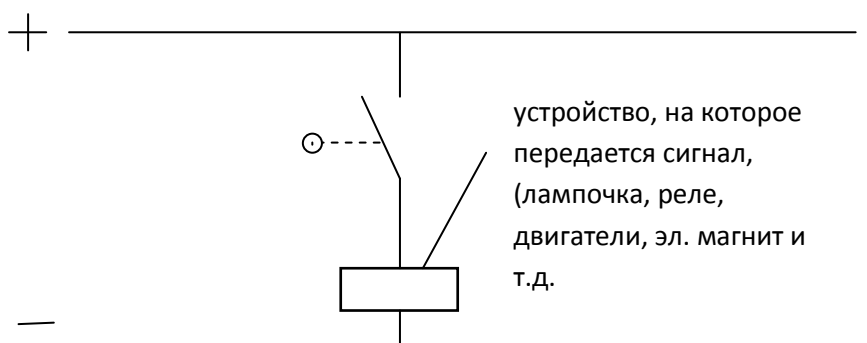 устройство, на которое
передается сигнал,
(лампочка, реле,
двигатели, эл. магнит и
т.д.